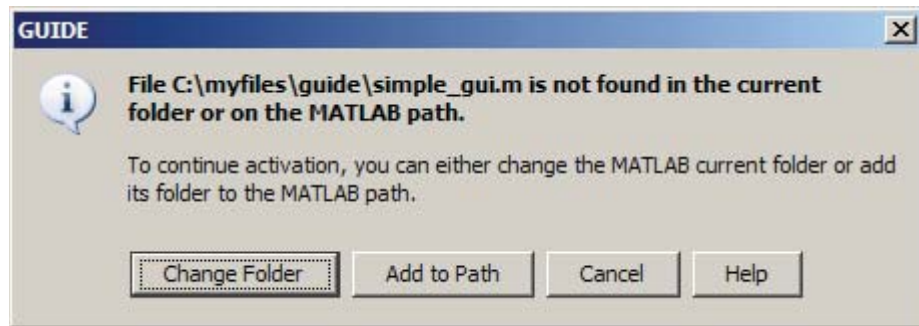 GUIDE
File C:\myfiles\guide\simple_gui.m is not found in the current
folder or on the MATLAB path.
To continue activation, you can either change the MATLAB current folder or add
its folder to the MATLAB path.
Change Folder Add to Path Cancel Help